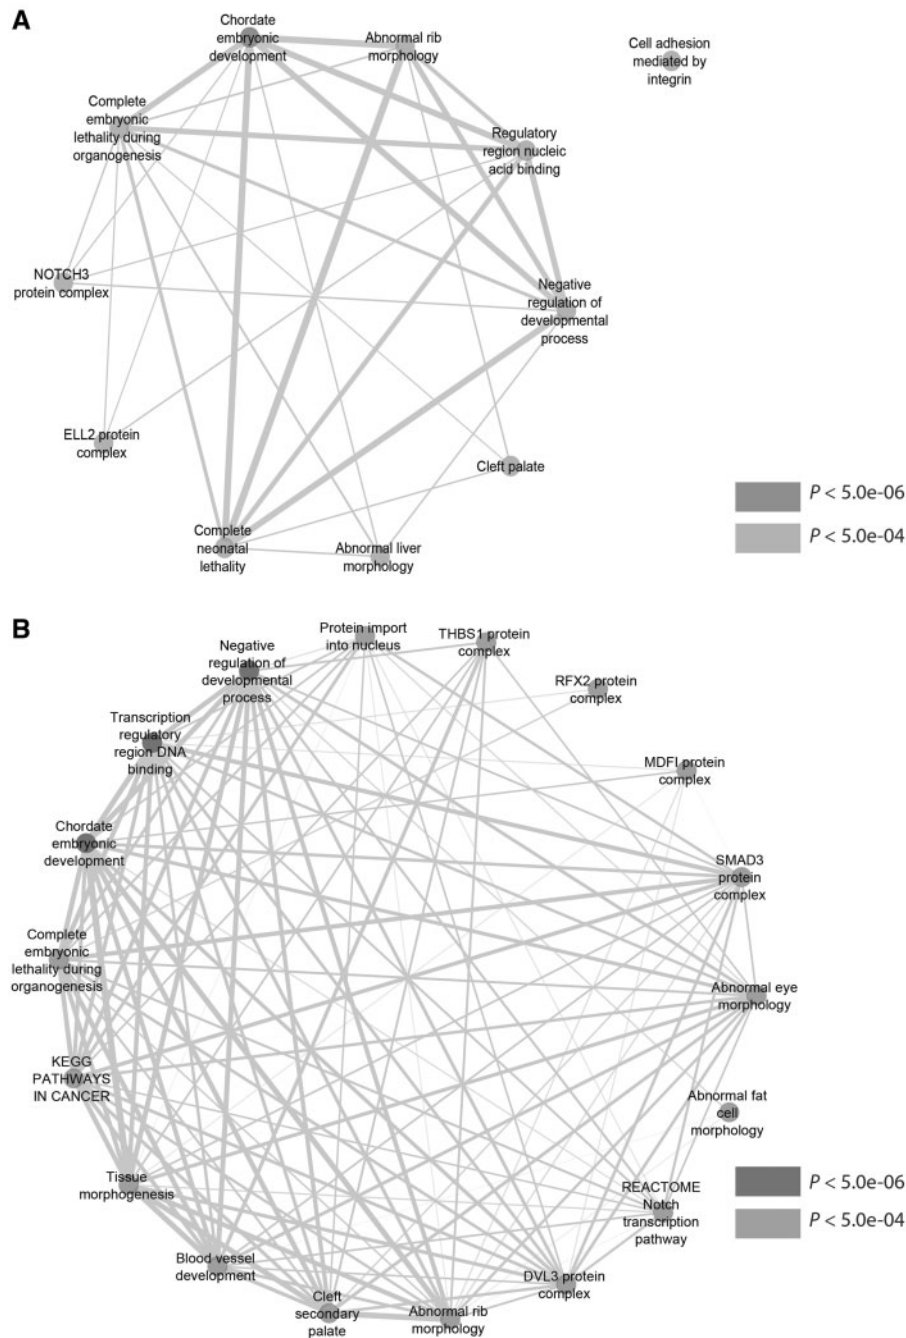 A
Chordate
embryonic
development
Abnormal rib
morphology
Cell adhesion
mediated by
integrin
Complete
embryonic
lethality during
organogenesis
Regulatory
region nucleic
acid binding
NOTCH3
protein complex
Negative
regulation of
developmental
process
ELL2 protein
complex
Cleft palate
Complete
neonatal
lethality
Abnormal liver
morphology
P < 5.0e-06
P < 5.0e-04
B
Protein import
into nucleus
THBS1 protein
complex
Negative
regulation of
developmental
process
RFX2 protein
complex
Transcription
regulatory
region DNA
binding
MDFI protein
complex
Chordate
embryonic
development
SMAD3
protein
complex
Complete
embryonic
lethality during
organogenesis
Abnormal eye
morphology
KEGG
PATHWAYS
IN CANCER
Abnormal fat
cell
morphology
Tissue
morphogenesis
REACTOME
Notch
transcription
pathway
P < 5.0e-06
P < 5.0e-04
Blood vessel
development
DVL3 protein
complex
Cleft
secondary
palate
Abnormal rib
morphology